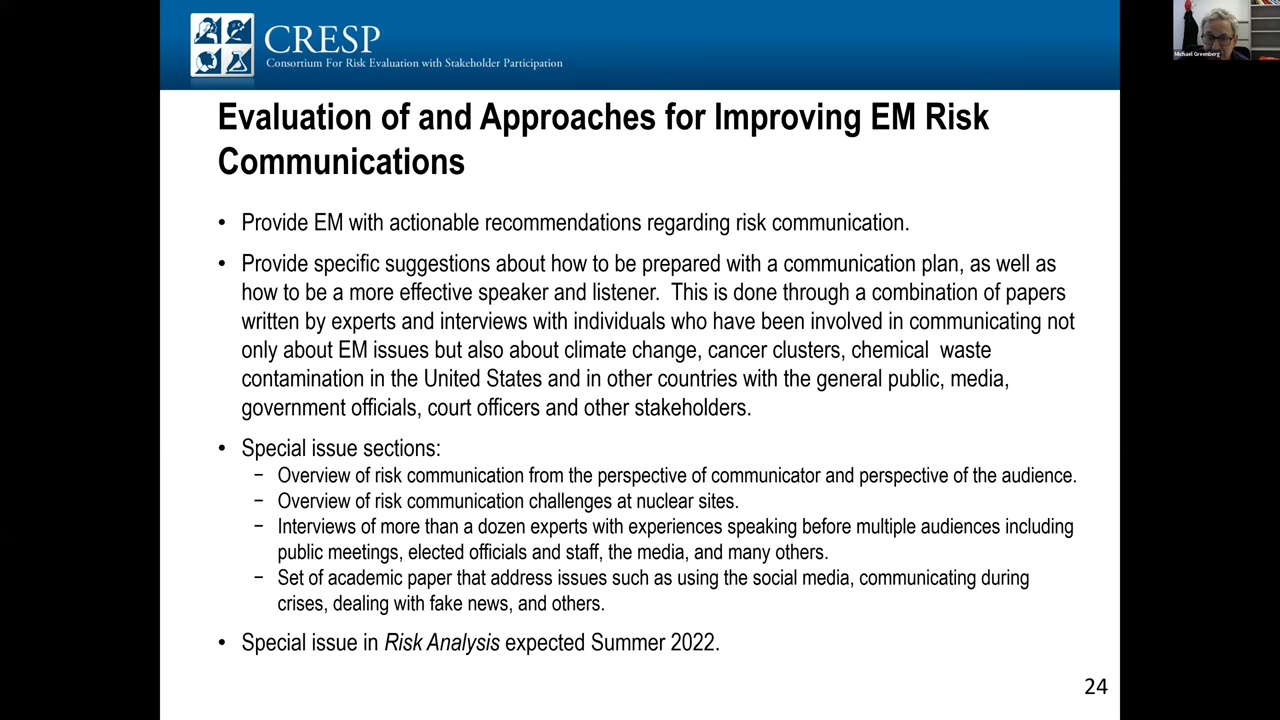 CRESP
Consortium For Risk Evaluation with Stakeholder Participation
Michael Greenberg
Evaluation of and Approaches for Improving EM Risk
Communications
• Provide EM with actionable recommendations regarding risk communication.
• Provide specific suggestions about how to be prepared with a communication plan, as well as
how to be a more effective speaker and listener.  This is done through a combination of papers
written by experts and interviews with individuals who have been involved in communicating not
only about EM issues but also about climate change, cancer clusters, chemical  waste
contamination in the United States and in other countries with the general public, media,
government officials, court officers and other stakeholders.
• Special issue sections:
− Overview of risk communication from the perspective of communicator and perspective of the audience.
− Overview of risk communication challenges at nuclear sites.
− Interviews of more than a dozen experts with experiences speaking before multiple audiences including
public meetings, elected officials and staff, the media, and many others.
− Set of academic paper that address issues such as using the social media, communicating during
crises, dealing with fake news, and others.
• Special issue in Risk Analysis expected Summer 2022.
24